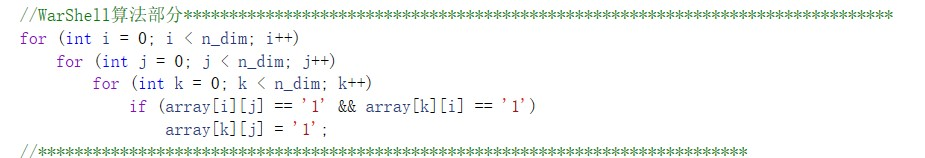 //WarShell算法部分******************************************************************************
for (int i = 0; i < n_dim; i++)
for (int j = 0; j < n_dim; j++)
for (int k = 0; k < n_dim; k++)
if (array[i][j] == '1' && array[k][i] == '1')
array[k][j] = '1';
//******************************************************************************